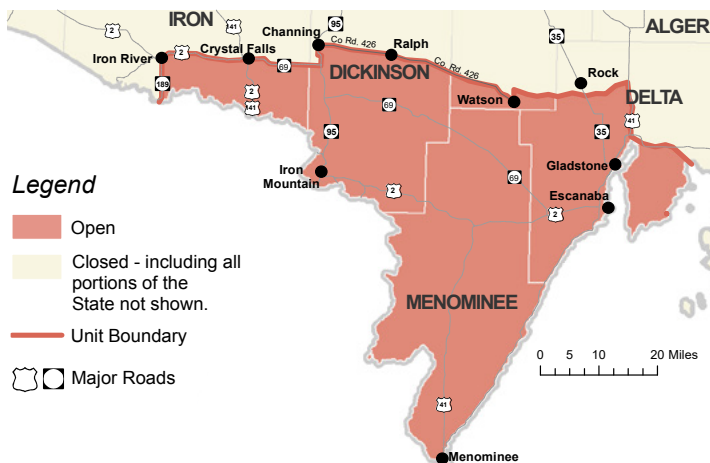 IRON
ALGER
2
141
95
35
Channing
Ralph
Co Rd. 426
Iron River
2
Crystal Falls
69
Co Rd. 426
DICKINSON
Rock
189
2
141
69
Watson
DELTA
41
95
35
Iron
Mountain
69
Gladstone
2
Escanaba
2
Legend
Open
Closed - including all
portions of the
State not shown.
Unit Boundary
Major Roads
MENOMINEE
0 5 10 20 Miles
41
Menominee